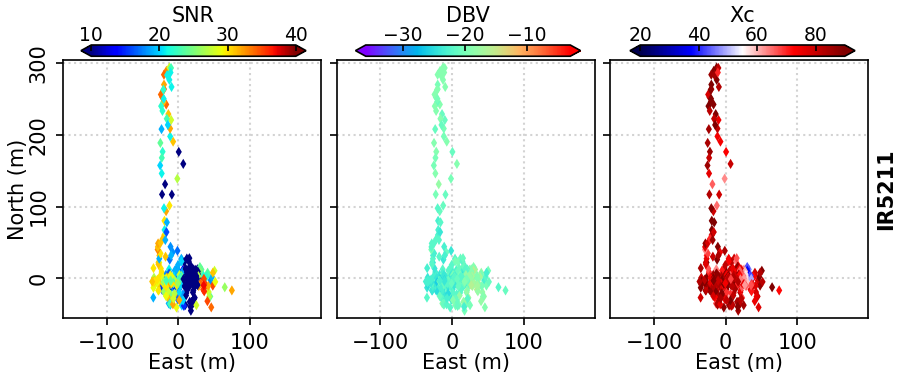 SNR DBV Xc
10 20 30 40 −30 −20 −10 20 40 60 80
300
200
100
0
North (m)
IR5211
−100 0 100 −100 0 100 −100 0 100
East (m) East (m) East (m)